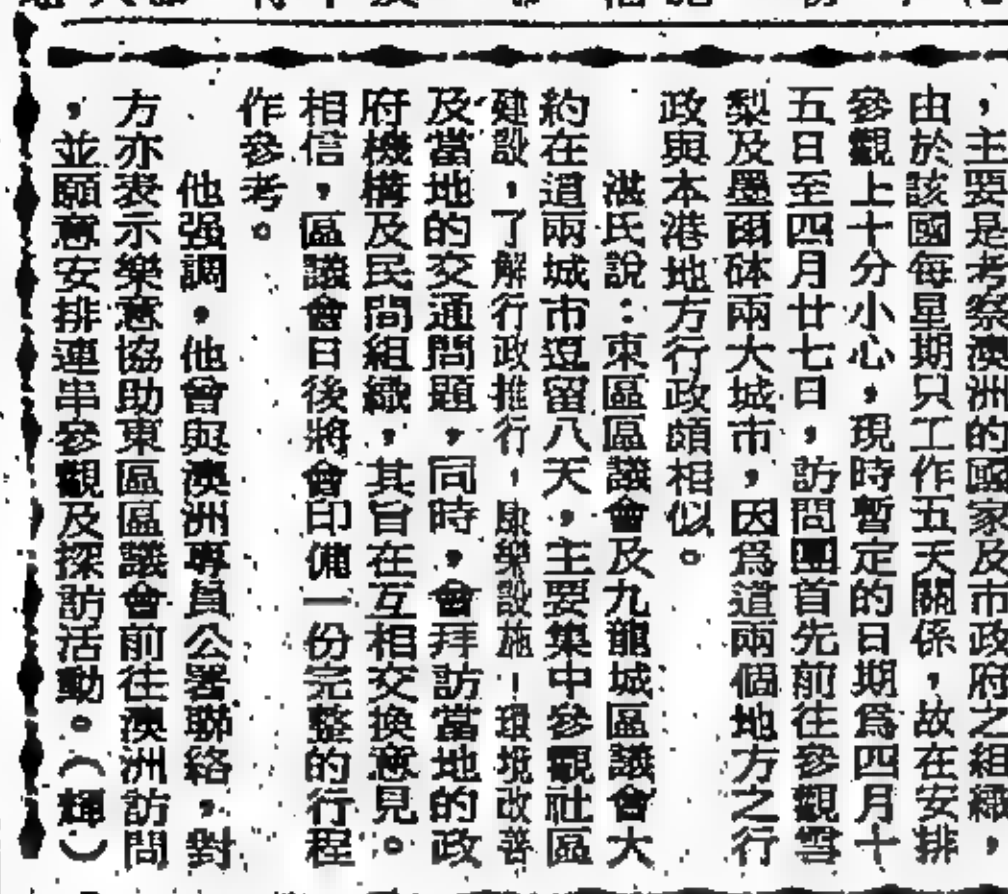 ，主要是考察澳洲的國家及市政府之組織，
由於該國每星期只工作五天關係，故在安排
參觀上十分小心，現時暫定的日期爲四月十
五日至四月廿七日，訪問團首先前往參觀雪
梨及墨爾砵兩大城市，因爲這兩個地方之行
政與本港地方行政頗相似。
湛氏說：東區區議會及九龍城區議會大
約在這兩城市逗留八天，主要集中參觀社區
建設，了解行政推行，康樂設施，環境改善
及當地的交通問題，同時，會拜訪當地的政
府機構及民間組織，其旨在互相交換意見。
相信，區議會日後將會印備一份完整的行程
作參考。
他强調，他曾與澳洲專員公署聯絡，對
方亦表示樂意協助東區區議會前往澳洲訪問
，並願意安排連串參觀及探訪活動。（輝）